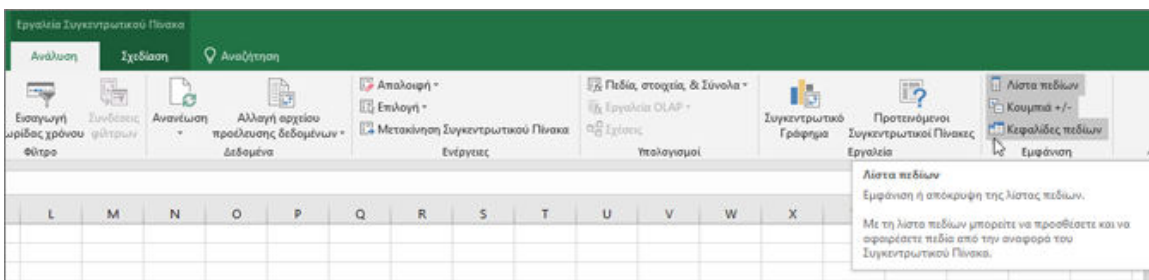 Εργαλεία Συγκεντρωτικού Πίνακα
Ανάλυση Σχεδίαση Αναζήτηση
Εισαγωγή
ωρίδας χρόνου
Συνδέσεις
φίλτρων
Φίλτρο
Ανανέωση
Αλλαγή αρχείου
προέλευσης δεδομένων
Δεδομένα
Απαλοιφή
Επιλογή
Μετακίνηση Συγκεντρωτικού Πίνακα
Ενέργειες
Πεδία, στοιχεία, & Σύνολα
Εργαλεία OLAP
Σχέσεις
Υπολογισμοί
Συγκεντρωτικό
Γράφημα
Προτεινόμενοι
Συγκεντρωτικοί Πίνακες
Εργαλεία
Λίστα πεδίων
Κουμπιά +/-
Κεφαλίδες πεδίων
Εμφάνιση
Λίστα πεδίων
Εμφάνιση ή απόκρυψη της λίστας πεδίων.
Με τη λίστα πεδίων μπορείτε να προσθέσετε και να
αφαιρέσετε πεδία από την αναφορά του
Συγκεντρωτικού Πίνακα.
L M N O P Q R S T U V W X